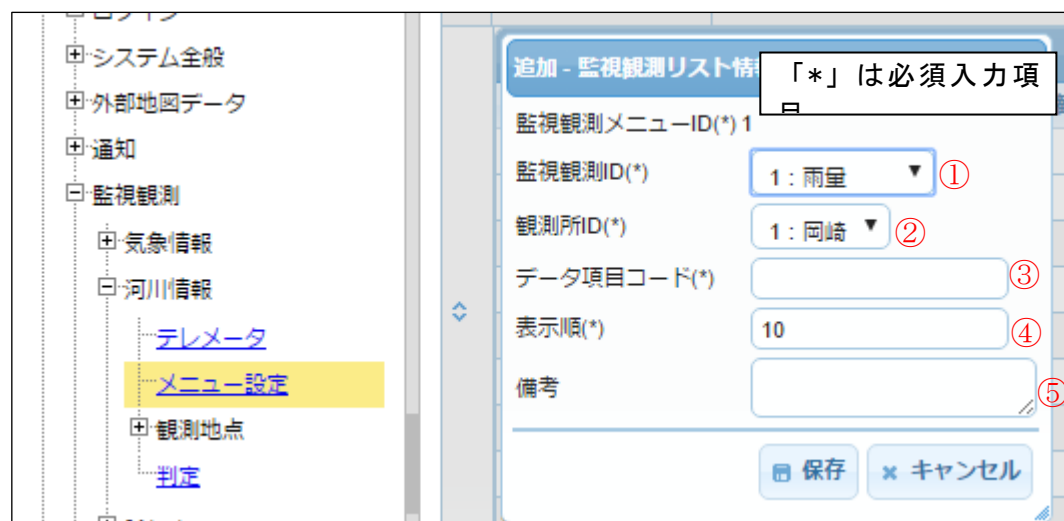 ログイン
システム全般
外部地図データ
通知
監視観測
気象情報
河川情報
テレメータ
メニュー設定
観測地点
判定
追加 - 監視観測リスト情
「*」は必須入力項
監視観測メニューID(*) 1
監視観測ID(*) 1 : 雨量 ①
観測所ID(*) 1 : 岡崎 ②
データ項目コード(*) ③
表示順(*) 10 ④
備考 ⑤
保存 キャンセル